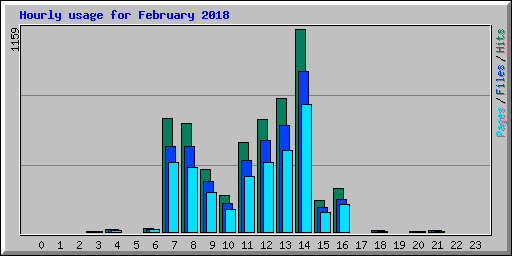 Hourly usage for February 2018
1159
Pages / Files / Hits
0 1 2 3 4 5 6 7 8 9 10 11 12 13 14 15 16 17 18 19 20 21 22 23